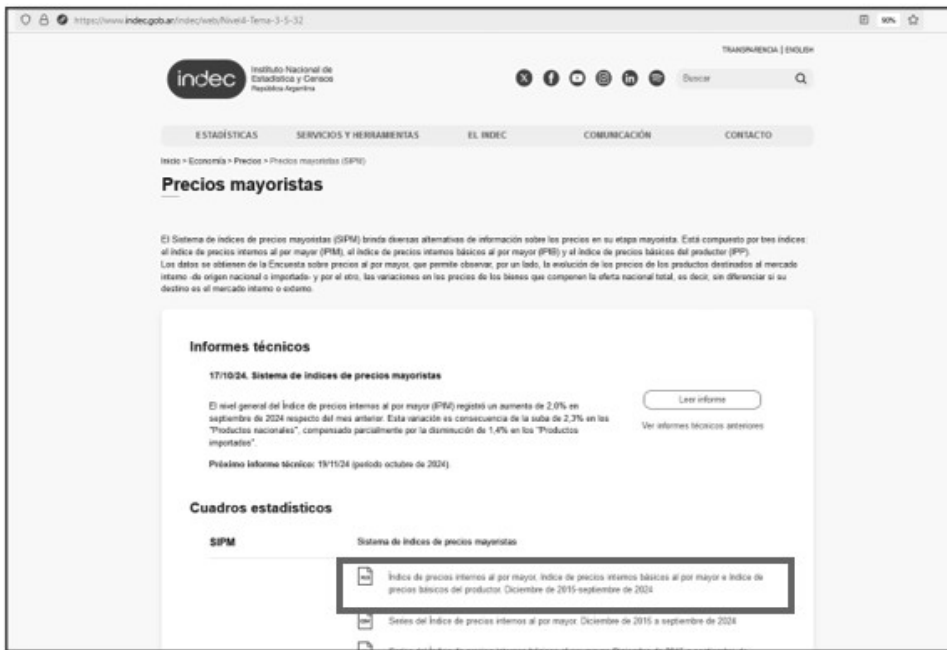 https://www.indec.gob.ar/indec/web/Nivel4-Tema-3-5-32
90%
TRANSPARENCIA | ENGLISH
indec
Instituto Nacional de
Estadística y Censos
República Argentina
Buscar
ESTADÍSTICAS SERVICIOS Y HERRAMIENTAS EL INDEC COMUNICACIÓN CONTACTO
Inicio > Economía > Precios > Precios mayoristas (SIPM)
Precios mayoristas
El Sistema de índices de precios mayoristas (SIPM) brinda diversas alternativas de información sobre los precios en su etapa mayorista. Está compuesto por tres índices:
el índice de precios internos al por mayor (IPIM), el índice de precios internos básicos al por mayor (IPIB) y el índice de precios básicos del productor (IPP).
Los datos se obtienen de la Encuesta sobre precios al por mayor, que permite observar, por un lado, la evolución de los precios de los productos destinados al mercado
interno -de origen nacional o importado- y por el otro, las variaciones en los precios de los bienes que componen la oferta nacional total, es decir, sin diferenciar si su
destino es el mercado interno o externo.
Informes técnicos
17/10/24. Sistema de índices de precios mayoristas
El nivel general del Índice de precios internos al por mayor (IPIM) registró un aumento de 2,0% en
septiembre de 2024 respecto del mes anterior. Esta variación es consecuencia de la suba de 2,3% en los
"Productos nacionales", compensado parcialmente por la disminución de 1,4% en los "Productos
importados".
Leer informe
Ver informes técnicos anteriores
Próximo informe técnico: 19/11/24 (período octubre de 2024)
Cuadros estadísticos
SIPM Sistema de índices de precios mayoristas
Índice de precios internos al por mayor, índice de precios internos básicos al por mayor e índice de
precios básicos del productor. Diciembre de 2015-septiembre de 2024
Series del Índice de precios internos al por mayor. Diciembre de 2015 a septiembre de 2024